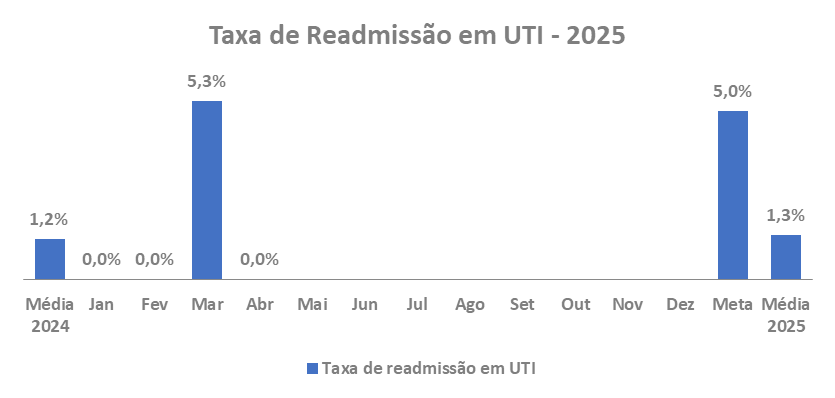 Taxa de Readmissão em UTI - 2025
1,2%
0,0%
0,0%
5,3%
0,0%
5,0%
1,3%
Média 2024
Jan
Fev
Mar
Abr
Mai
Jun
Jul
Ago
Set
Out
Nov
Dez
Meta
Média 2025
Taxa de readmissão em UTI